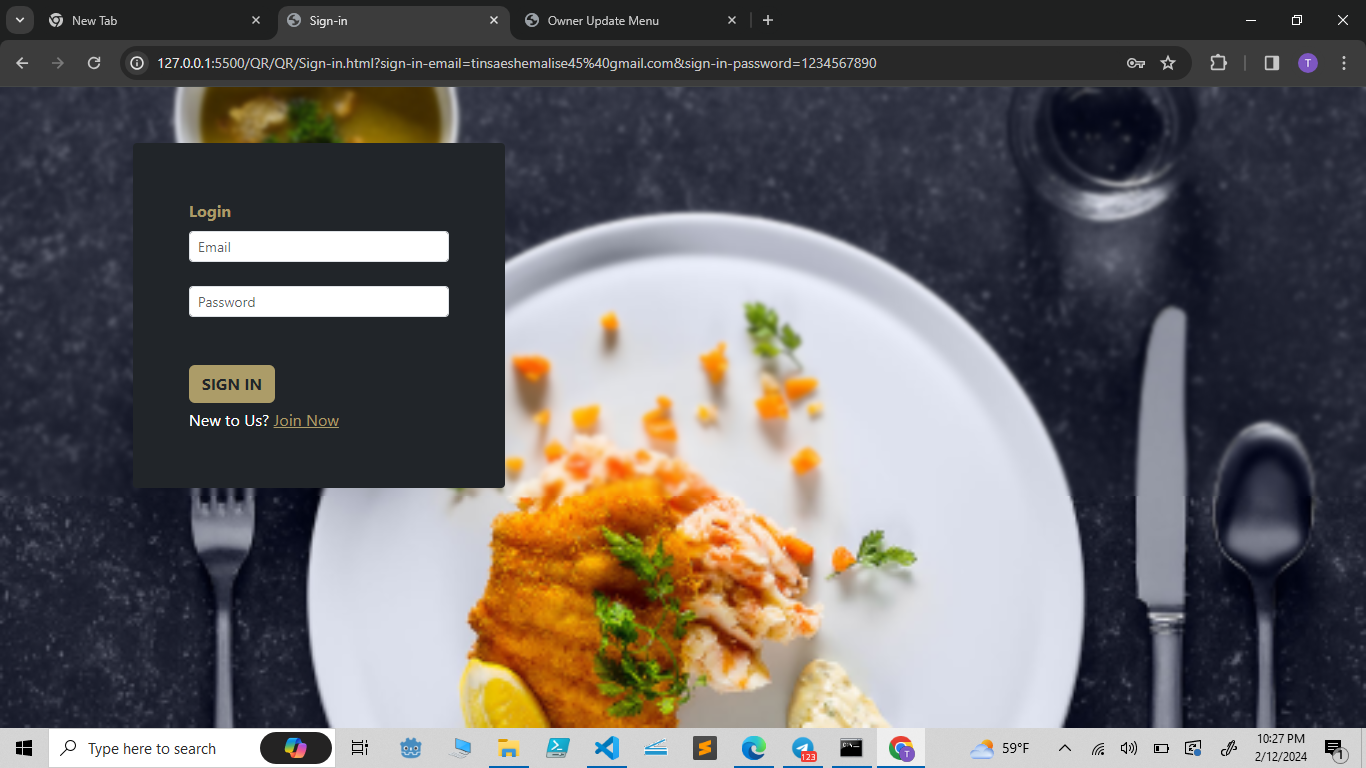 New Tab
Sign-in
Owner Update Menu
127.0.0.1:5500/QR/QR/Sign-in.html?sign-in-email=tinsaeshemalise45%40gmail.com&sign-in-password=1234567890
T
Login
Email
Password
SIGN IN
New to Us? Join Now
Type here to search
123
T
59°F
10:27 PM
2/12/2024
1